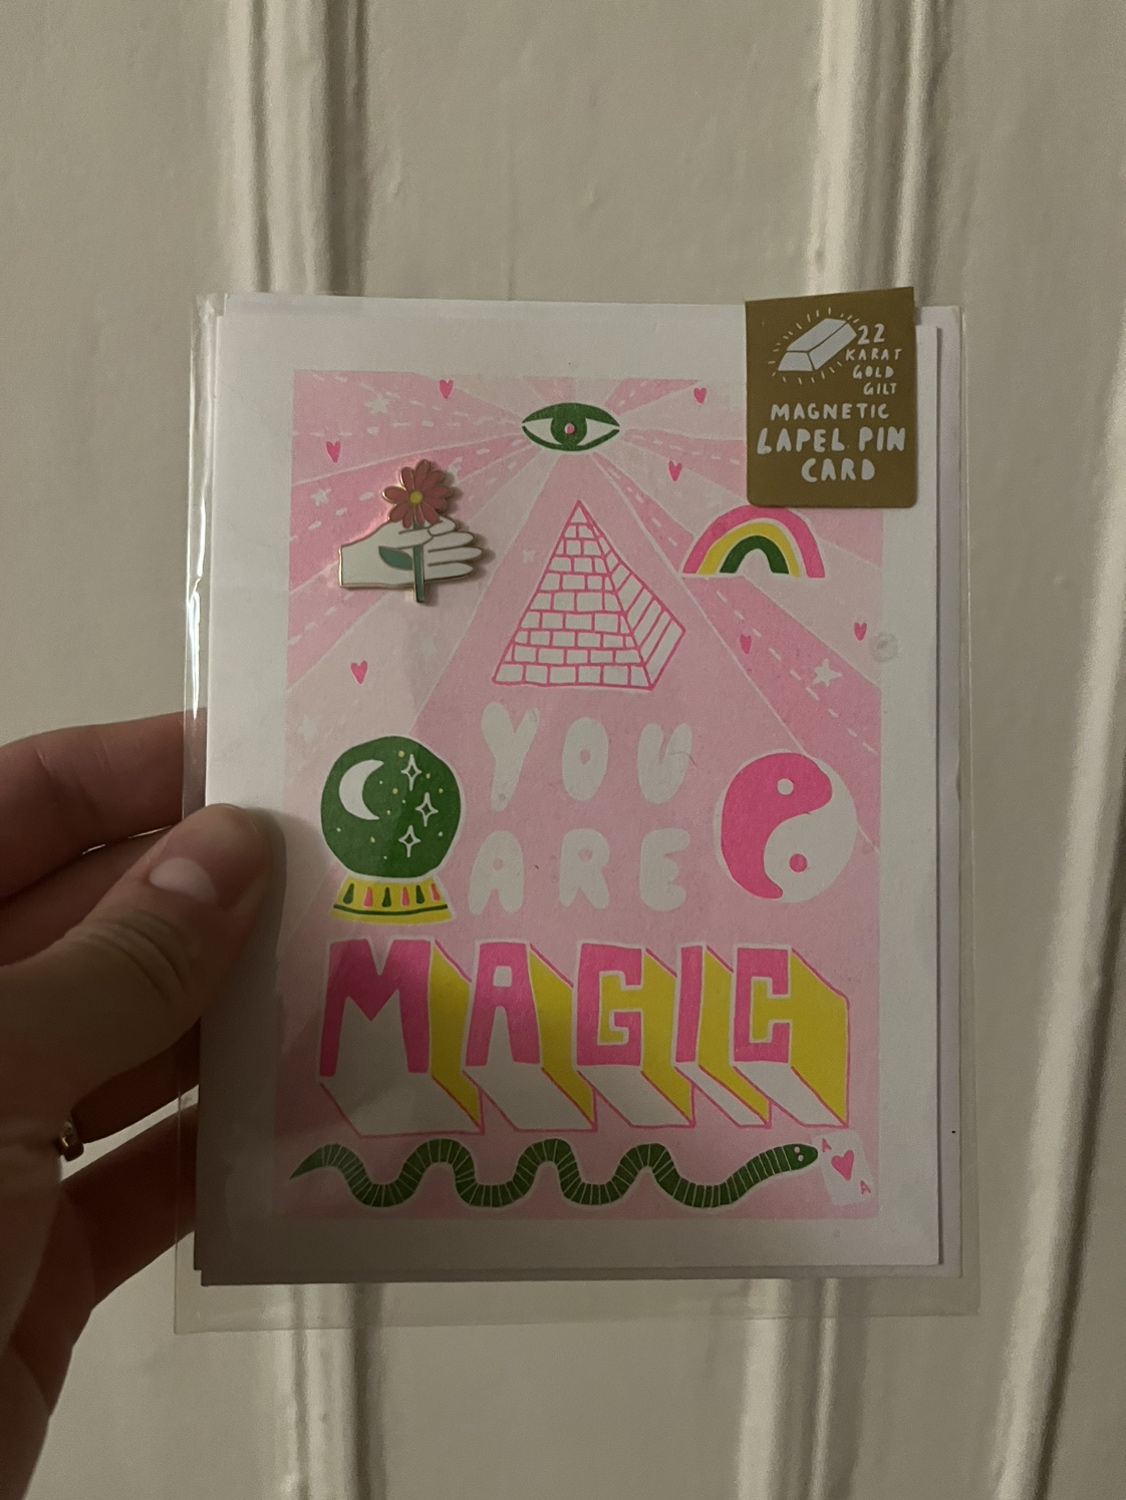 22
KARAT
GOLD
GILT
MAGNETIC
LAPEL PIN
CARD
YOU
ARE
MAGIC
A
A